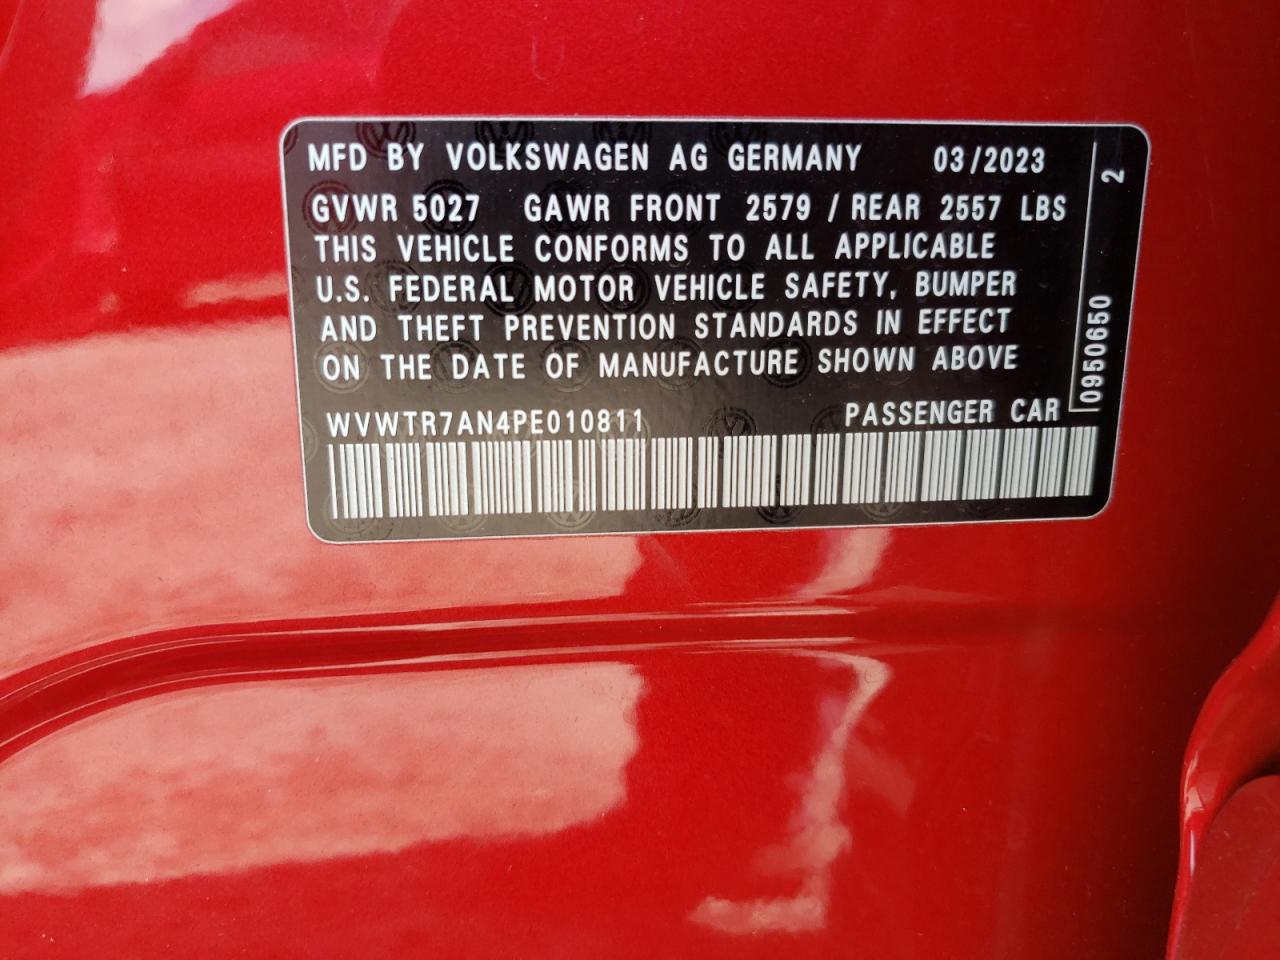 MFD BY VOLKSWAGEN AG GERMANY 03/2023
GVWR 5027 GAWR FRONT 2579 / REAR 2557 LBS
THIS VEHICLE CONFORMS TO ALL APPLICABLE
U.S. FEDERAL MOTOR VEHICLE SAFETY, BUMPER
AND THEFT PREVENTION STANDARDS IN EFFECT
ON THE DATE OF MANUFACTURE SHOWN ABOVE
WVWTR7AN4PE010811 PASSENGER CAR
0950650 2